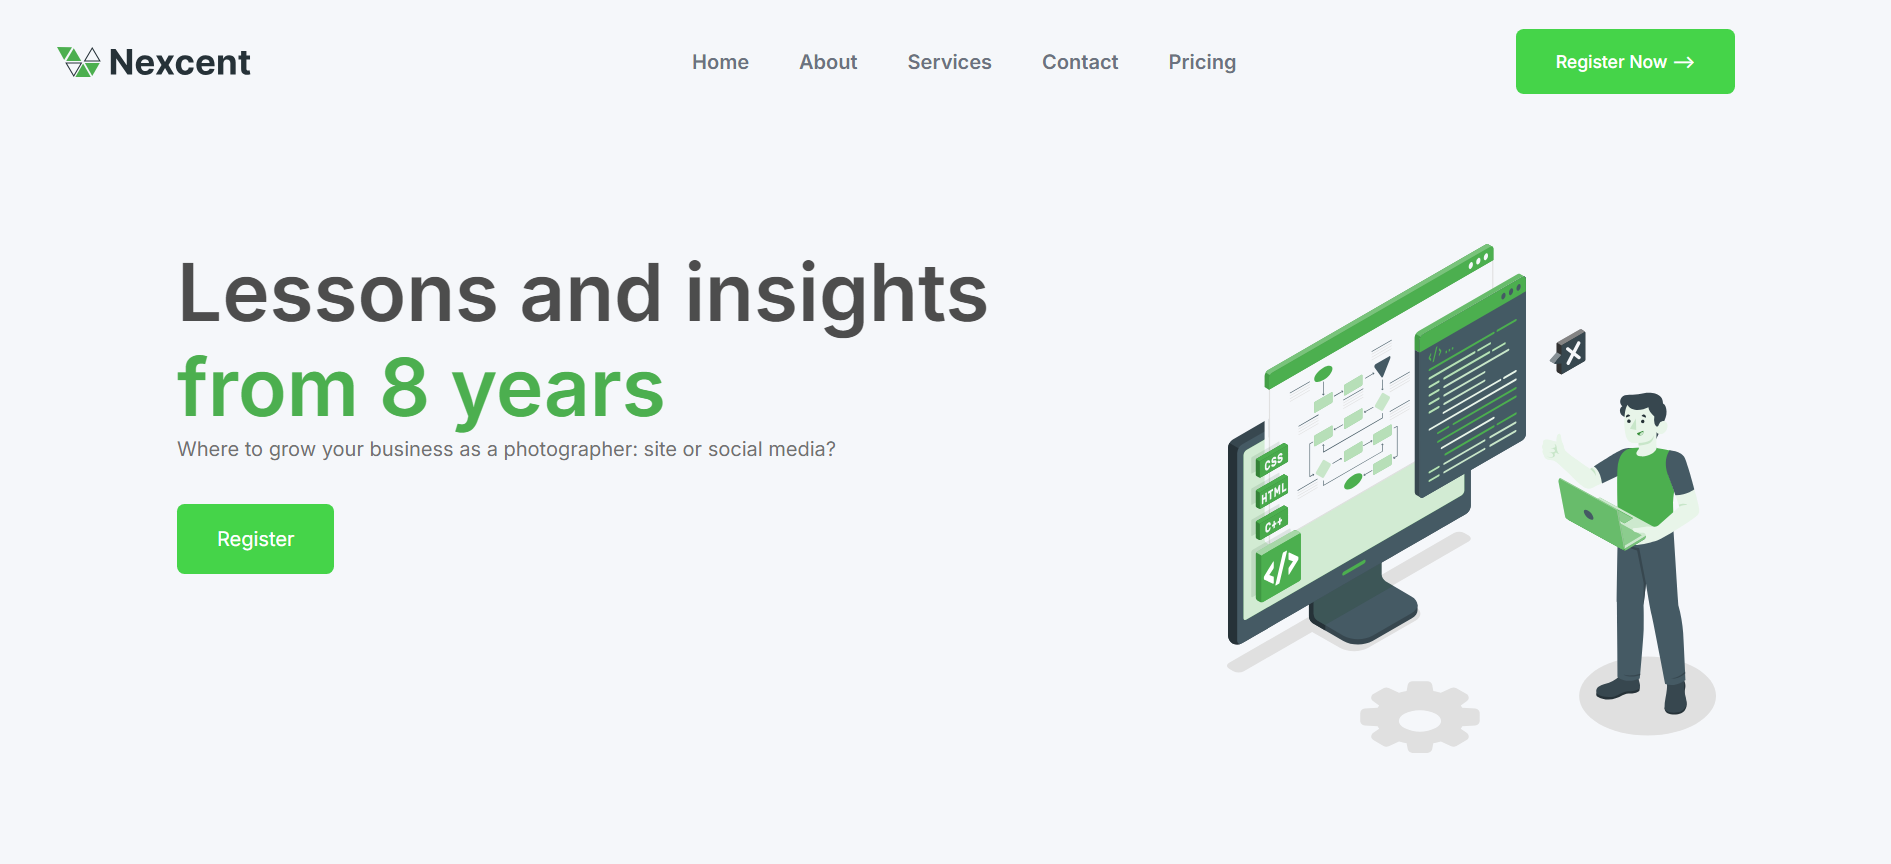 Nexcent
Home About Services Contact Pricing
Register Now →
Lessons and insights
from 8 years
Where to grow your business as a photographer: site or social media?
Register
CSS
HTML
C++
</>
</...
X